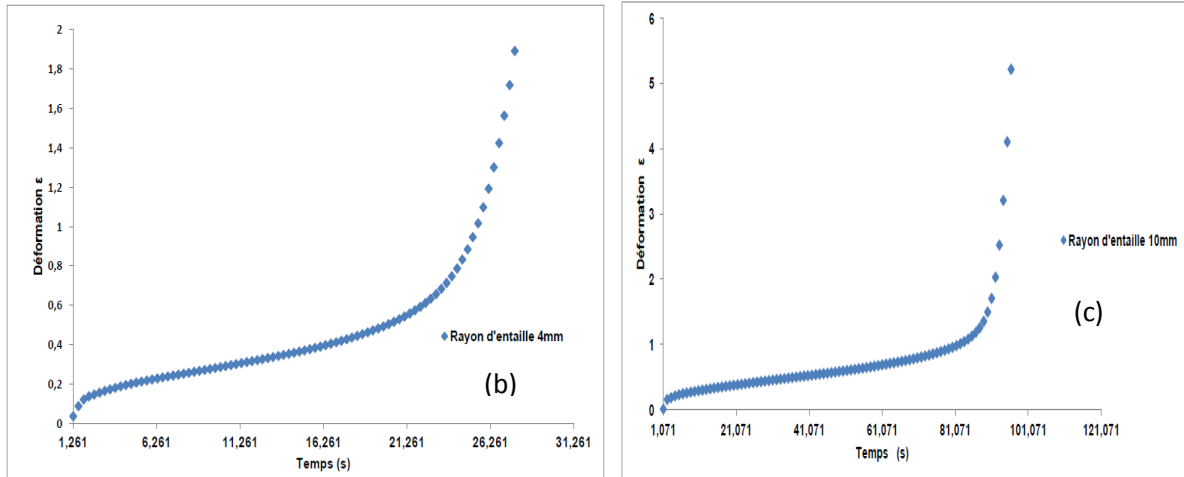 2
1,8
1,6
1,4
1,2
1
0,8
0,6
0,4
0,2
0
Déformation ε
1,261 6,261 11,261 16,261 21,261 26,261 31,261
Temps (s)
Rayon d'entaille 4mm
(b)
6
5
4
3
2
1
0
Déformation ε
1,071 21,071 41,071 61,071 81,071 101,071 121,071
Temps (s)
Rayon d'entaille 10mm
(c)